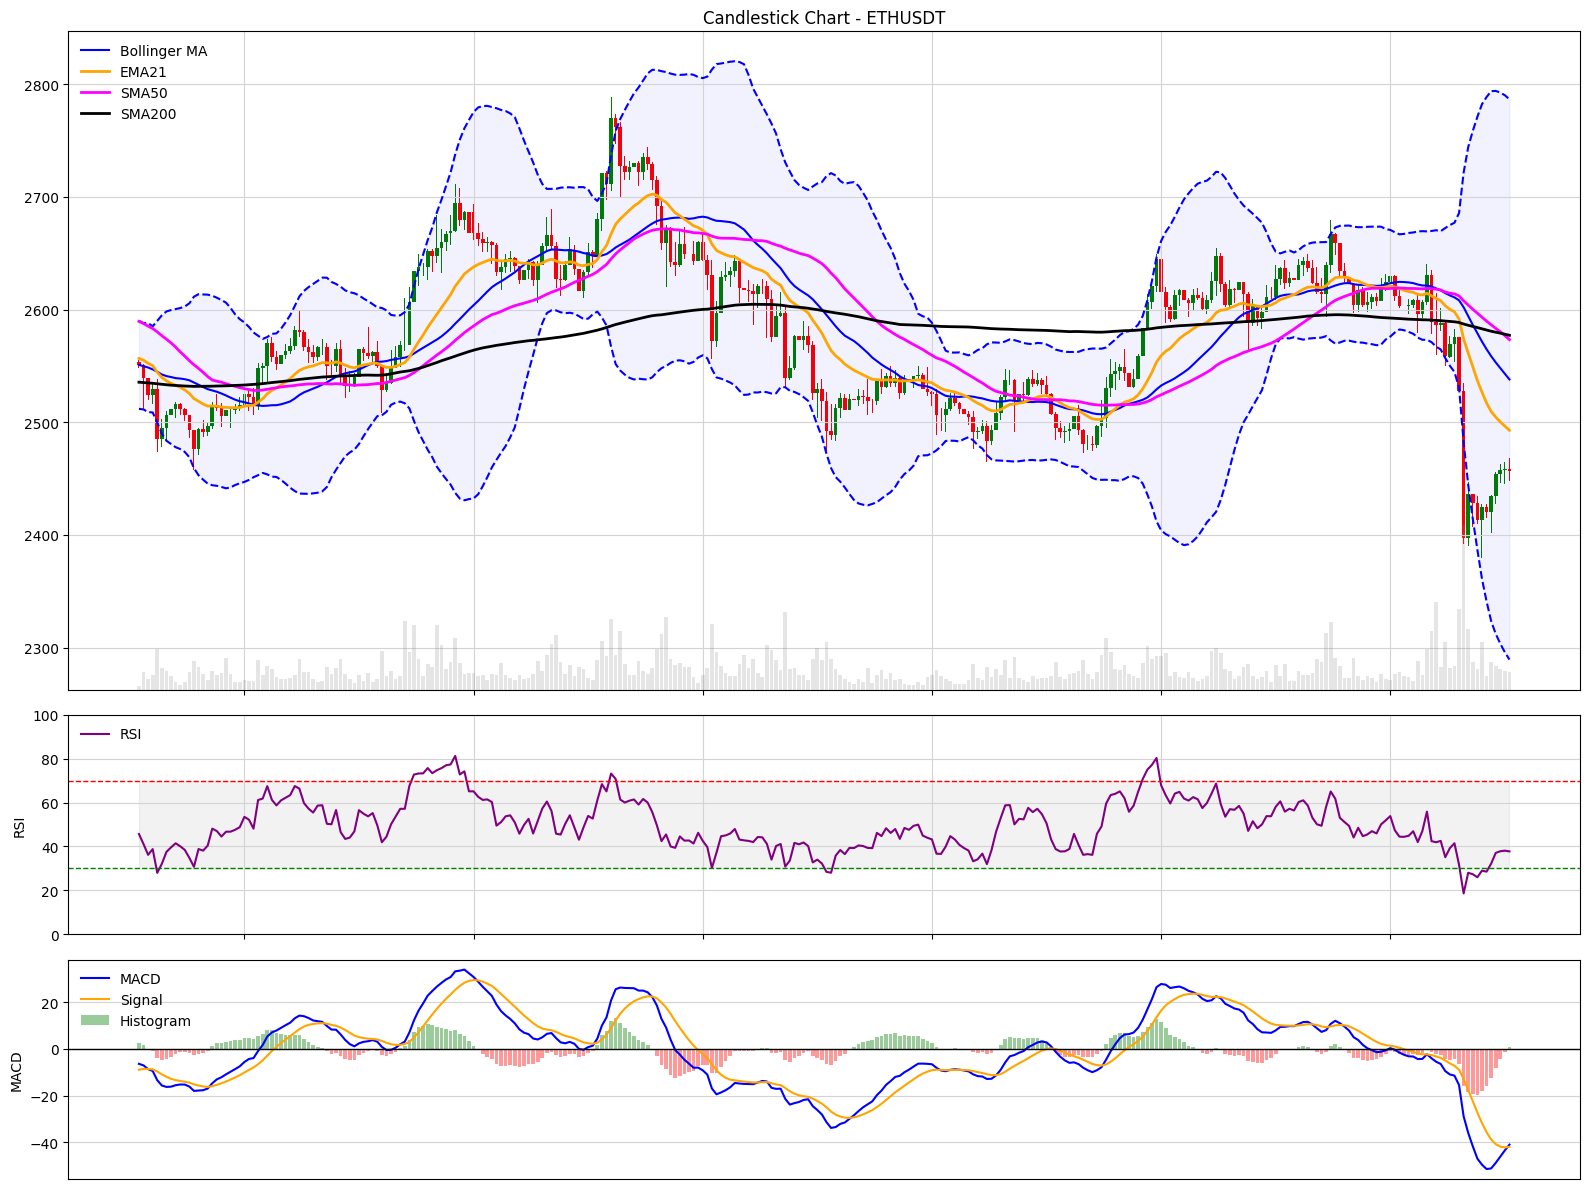 Candlestick Chart - ETHUSDT
Bollinger MA
EMA21
SMA50
SMA200
2800
2700
2600
2500
2400
2300
RSI
100
80
60
40
20
0
RSI
MACD
Signal
Histogram
20
0
−20
−40
MACD